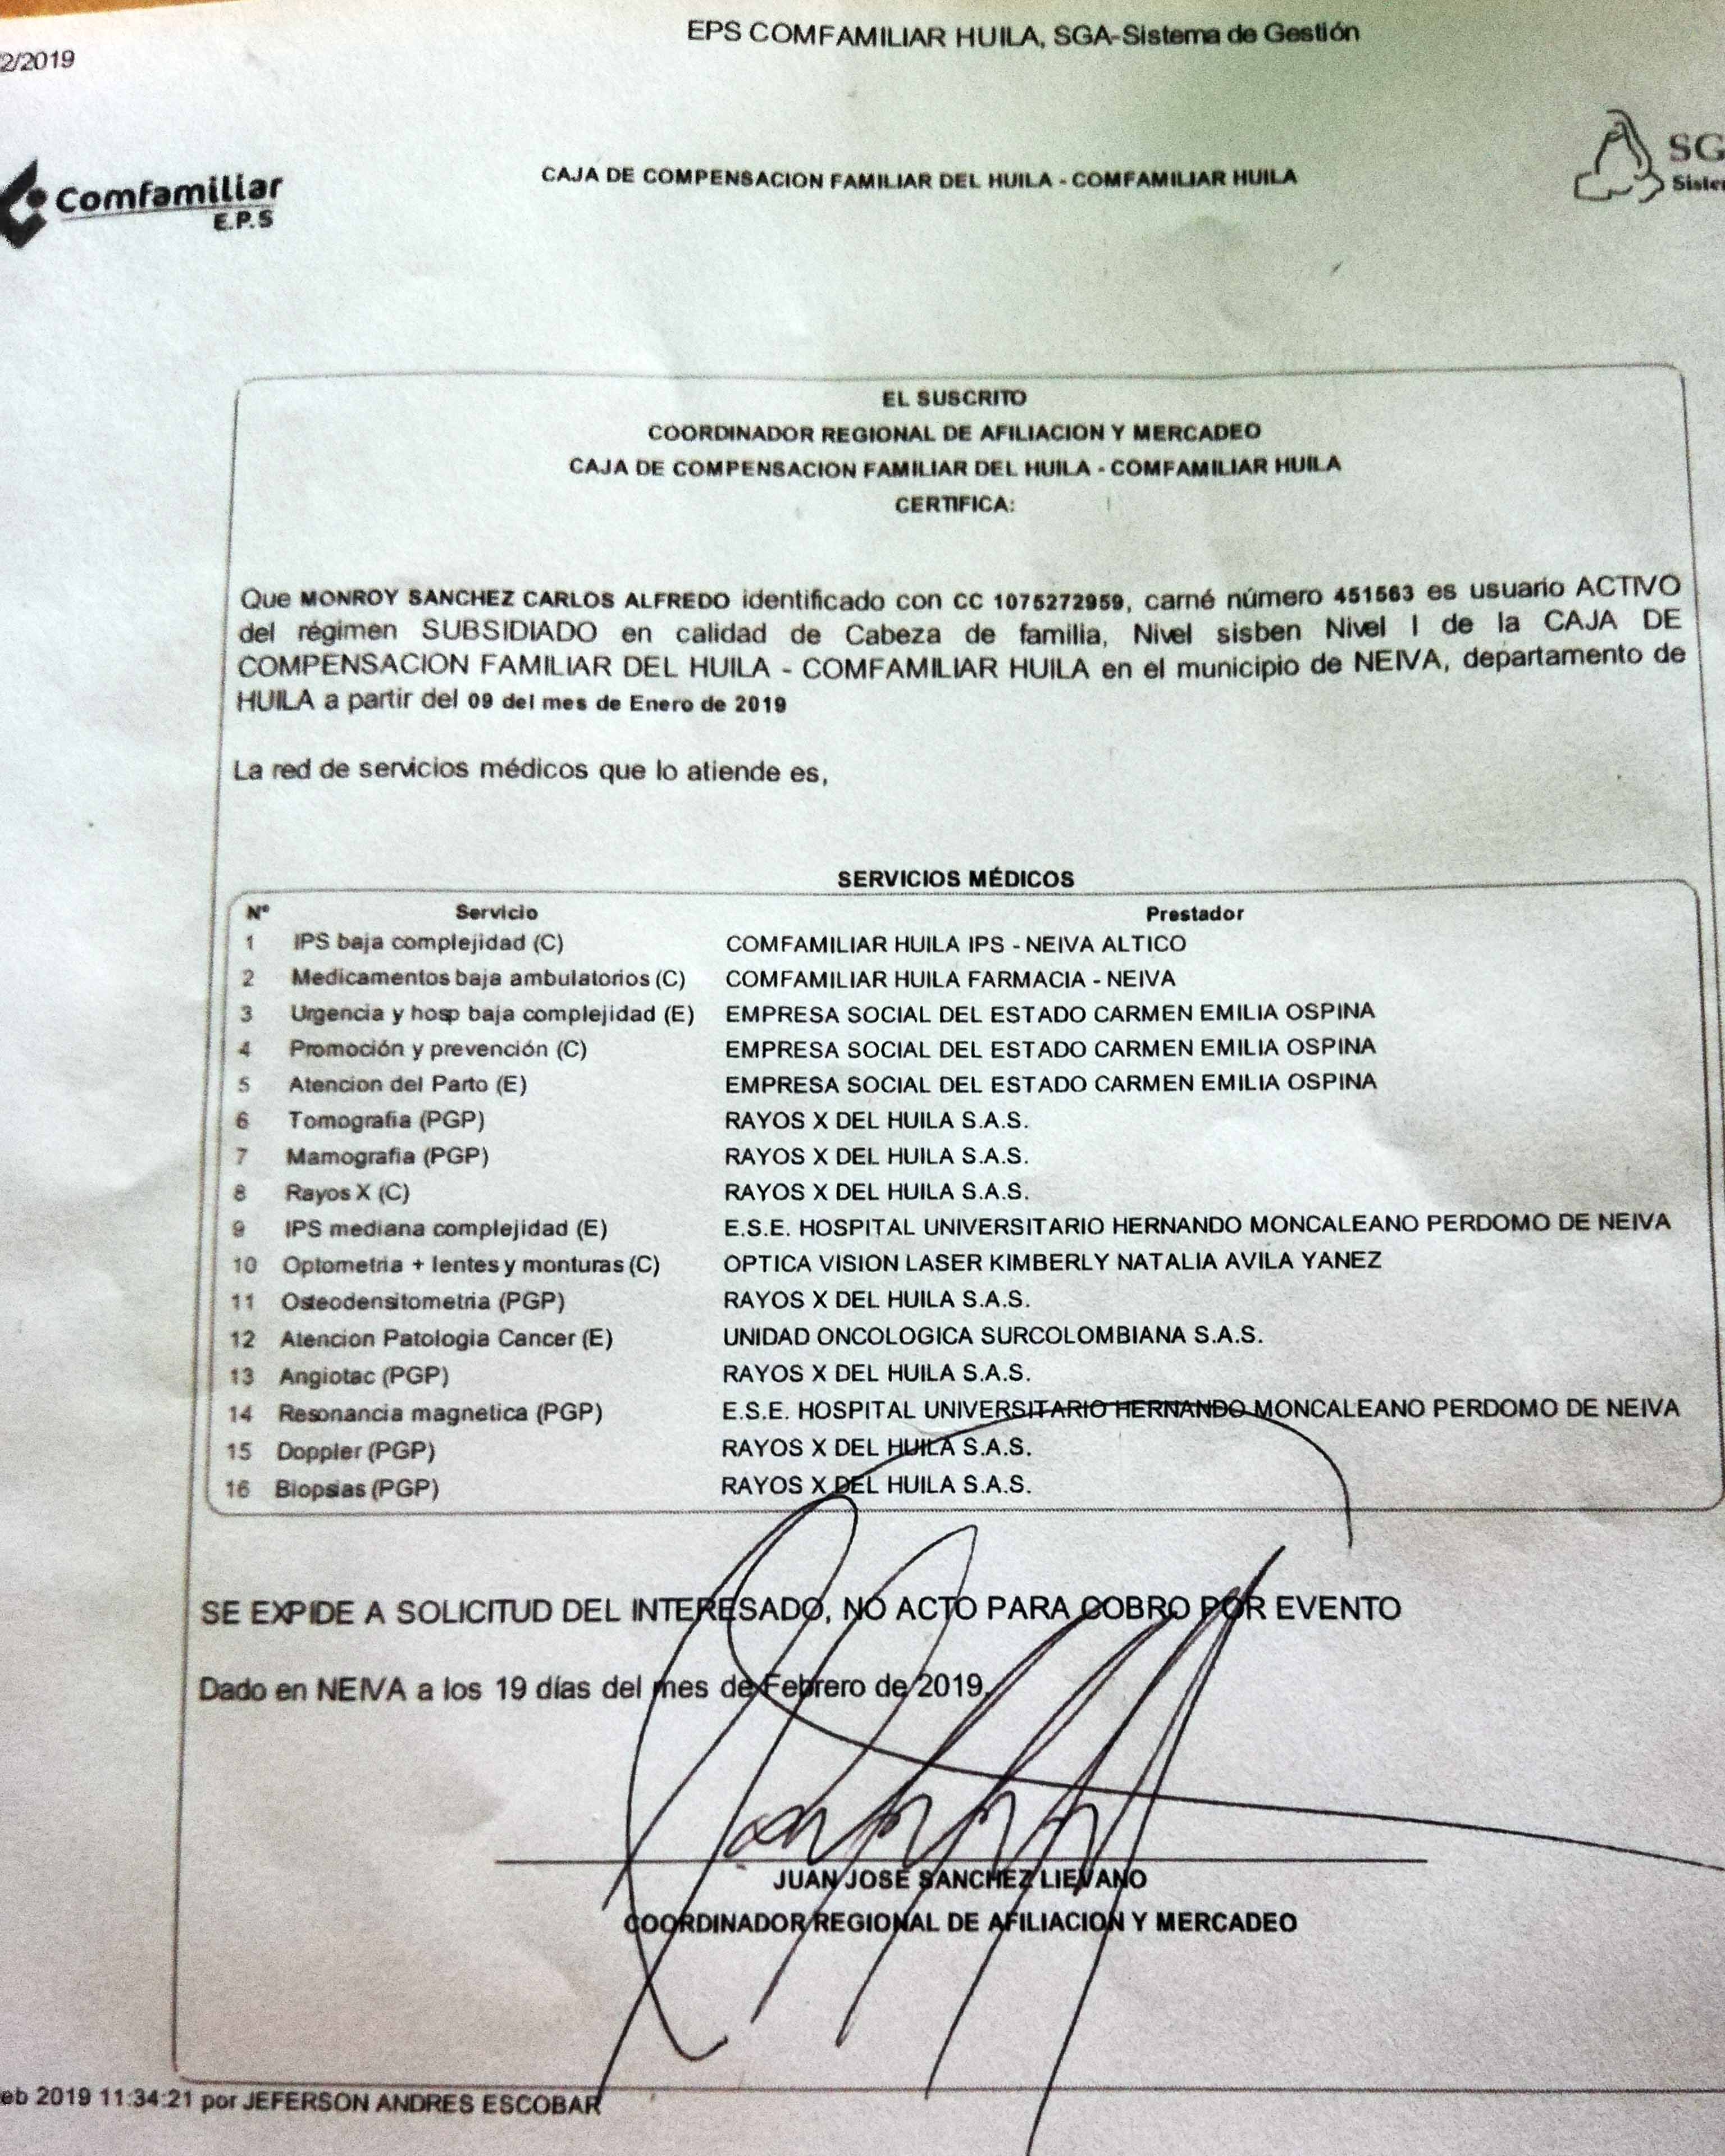 EPS COMFAMILIAR HUILA, SGA-Sistema de Gestión
2/2019
Comfamiliar
E.P.S
CAJA DE COMPENSACION FAMILIAR DEL HUILA - COMFAMILIAR HUILA
SG
Sister
EL SUSCRITO
COORDINADOR REGIONAL DE AFILIACION Y MERCADEO
CAJA DE COMPENSACION FAMILIAR DEL HUILA - COMFAMILIAR HUILA
CERTIFICA:
Que MONROY SANCHEZ CARLOS ALFREDO identificado con CC 1075272959, carné número 451563 es usuario ACTIVO
del régimen SUBSIDIADO en calidad de Cabeza de familia, Nivel sisben Nivel I de la CAJA DE
COMPENSACION FAMILIAR DEL HUILA - COMFAMILIAR HUILA en el municipio de NEIVA, departamento de
HUILA a partir del 09 del mes de Enero de 2019
La red de servicios médicos que lo atiende es,
SERVICIOS MÉDICOS
Nº Servicio Prestador
1 IPS baja complejidad (C) COMFAMILIAR HUILA IPS - NEIVA ALTICO
2 Medicamentos baja ambulatorios (C) COMFAMILIAR HUILA FARMACIA - NEIVA
3 Urgencia y hosp baja complejidad (E) EMPRESA SOCIAL DEL ESTADO CARMEN EMILIA OSPINA
4 Promoción y prevención (C) EMPRESA SOCIAL DEL ESTADO CARMEN EMILIA OSPINA
5 Atencion del Parto (E) EMPRESA SOCIAL DEL ESTADO CARMEN EMILIA OSPINA
6 Tomografia (PGP) RAYOS X DEL HUILA S.A.S.
7 Mamografia (PGP) RAYOS X DEL HUILA S.A.S.
8 Rayos X (C) RAYOS X DEL HUILA S.A.S.
9 IPS mediana complejidad (E) E.S.E. HOSPITAL UNIVERSITARIO HERNANDO MONCALEANO PERDOMO DE NEIVA
10 Optometria + lentes y monturas (C) OPTICA VISION LASER KIMBERLY NATALIA AVILA YANEZ
11 Osteodensitometria (PGP) RAYOS X DEL HUILA S.A.S.
12 Atencion Patologia Cancer (E) UNIDAD ONCOLOGICA SURCOLOMBIANA S.A.S.
13 Angiotac (PGP) RAYOS X DEL HUILA S.A.S.
14 Resonancia magnetica (PGP) E.S.E. HOSPITAL UNIVERSITARIO HERNANDO MONCALEANO PERDOMO DE NEIVA
15 Doppler (PGP) RAYOS X DEL HUILA S.A.S.
16 Biopsias (PGP) RAYOS X DEL HUILA S.A.S.
SE EXPIDE A SOLICITUD DEL INTERESADO, NO ACTO PARA COBRO POR EVENTO
Dado en NEIVA a los 19 días del mes de Febrero de 2019.
JUAN JOSE SANCHEZ LIEVANO
COORDINADOR REGIONAL DE AFILIACION Y MERCADEO
eb 2019 11:34:21 por JEFERSON ANDRES ESCOBAR